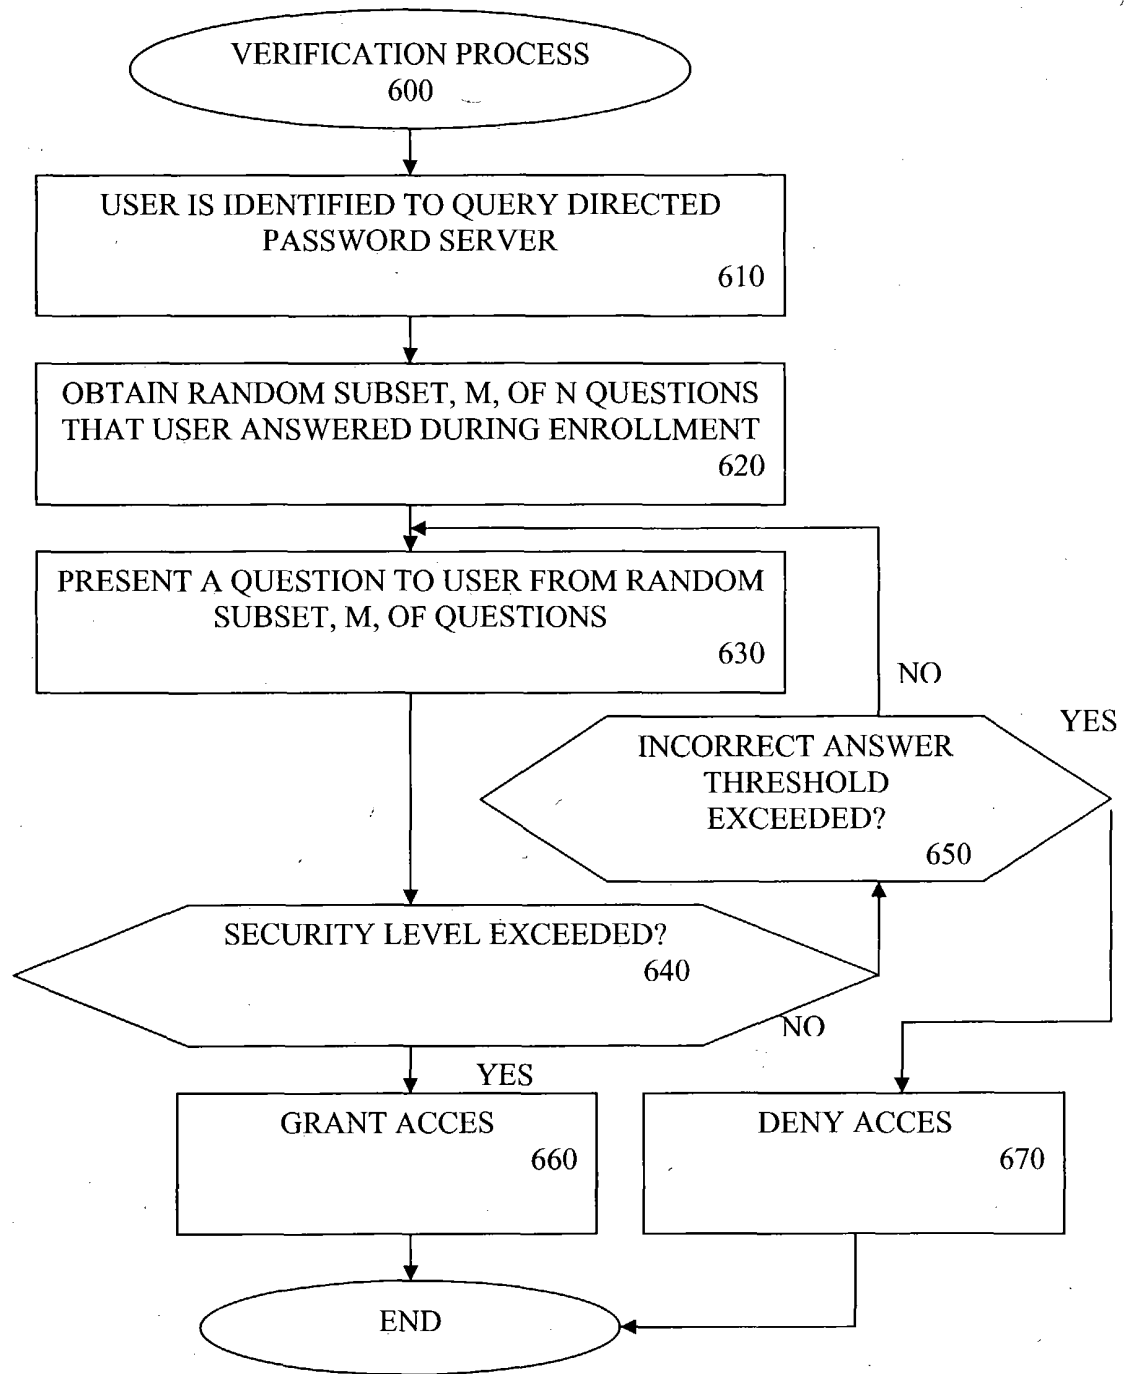 VERIFICATION PROCESS
600
USER IS IDENTIFIED TO QUERY DIRECTED
PASSWORD SERVER
610
OBTAIN RANDOM SUBSET, M, OF N QUESTIONS
THAT USER ANSWERED DURING ENROLLMENT
620
PRESENT A QUESTION TO USER FROM RANDOM
SUBSET, M, OF QUESTIONS
630
NO
YES
INCORRECT ANSWER
THRESHOLD
EXCEEDED?
650
SECURITY LEVEL EXCEEDED?
640
NO
YES
GRANT ACCES
660
DENY ACCES
670
END